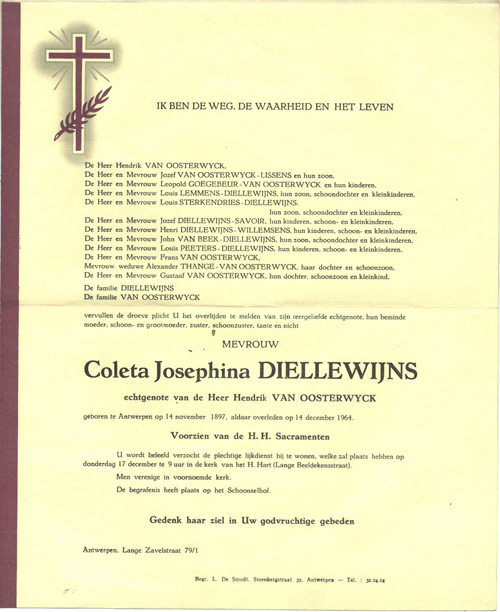 IK BEN DE WEG, DE WAARHEID EN HET LEVEN
De Heer Hendrik VAN OOSTERWYCK,
De Heer en Mevrouw Jozef VAN OOSTERWYCK-LISSENS en hun zoon,
De Heer en Mevrouw Leopold GOEGEBEUR-VAN OOSTERWYCK en hun kinderen,
De Heer en Mevrouw Louis LEMMENS-DIELLEWIJNS, hun zoon, schoondochter en kleinkinderen,
De Heer en Mevrouw Louis STERKENDRIES-DIELLEWIJNS,
hun zoon, schoondochter en kleinkinderen,
De Heer en Mevrouw Jozef DIELLEWIJNS-SAVOIR, hun kinderen, schoon- en kleinkinderen,
De Heer en Mevrouw Henri DIELLEWIJNS-WILLEMSENS, hun kinderen, schoon- en kleinkinderen,
De Heer en Mevrouw John VAN BEEK-DIELLEWIJNS, hun zoon, schoondochter en kleinkinderen,
De Heer en Mevrouw Louis PEETERS-DIELLEWIJNS, hun kinderen, schoon- en kleinkinderen,
De Heer en Mevrouw Frans VAN OOSTERWYCK,
Mevrouw weduwe Alexander THANGE-VAN OOSTERWYCK, haar dochter en schoonzoon,
De Heer en Mevrouw Gustaaf VAN OOSTERWYCK, hun dochter, schoonzoon en kleinkind,
De familie DIELLEWIJNS
De familie VAN OOSTERWYCK
vervullen de droeve plicht U het overlijden te melden van zijn teergeliefde echtgenote, hun beminde
moeder, schoon- en grootmoeder, zuster, schoonzuster, tante en nicht
MEVROUW
Coleta Josephina DIELLEWIJNS
echtgenote van de Heer Hendrik VAN OOSTERWYCK
geboren te Antwerpen op 14 november 1897, aldaar overleden op 14 december 1964.
Voorzien van de H. H. Sacramenten
U wordt beleefd verzocht de plechtige lijkdienst bij te wonen, welke zal plaats hebben op
donderdag 17 december te 9 uur in de kerk van het H. Hart (Lange Beeldekensstraat).
Men verenige in voornoemde kerk.
De begrafenis heeft plaats op het Schoonselhof.
Gedenk haar ziel in Uw godvruchtige gebeden
Antwerpen, Lange Zavelstraat 79/1
Begr. L. De Smedt, Steenbergstraat 32, Antwerpen — Tel. : 32.24.24